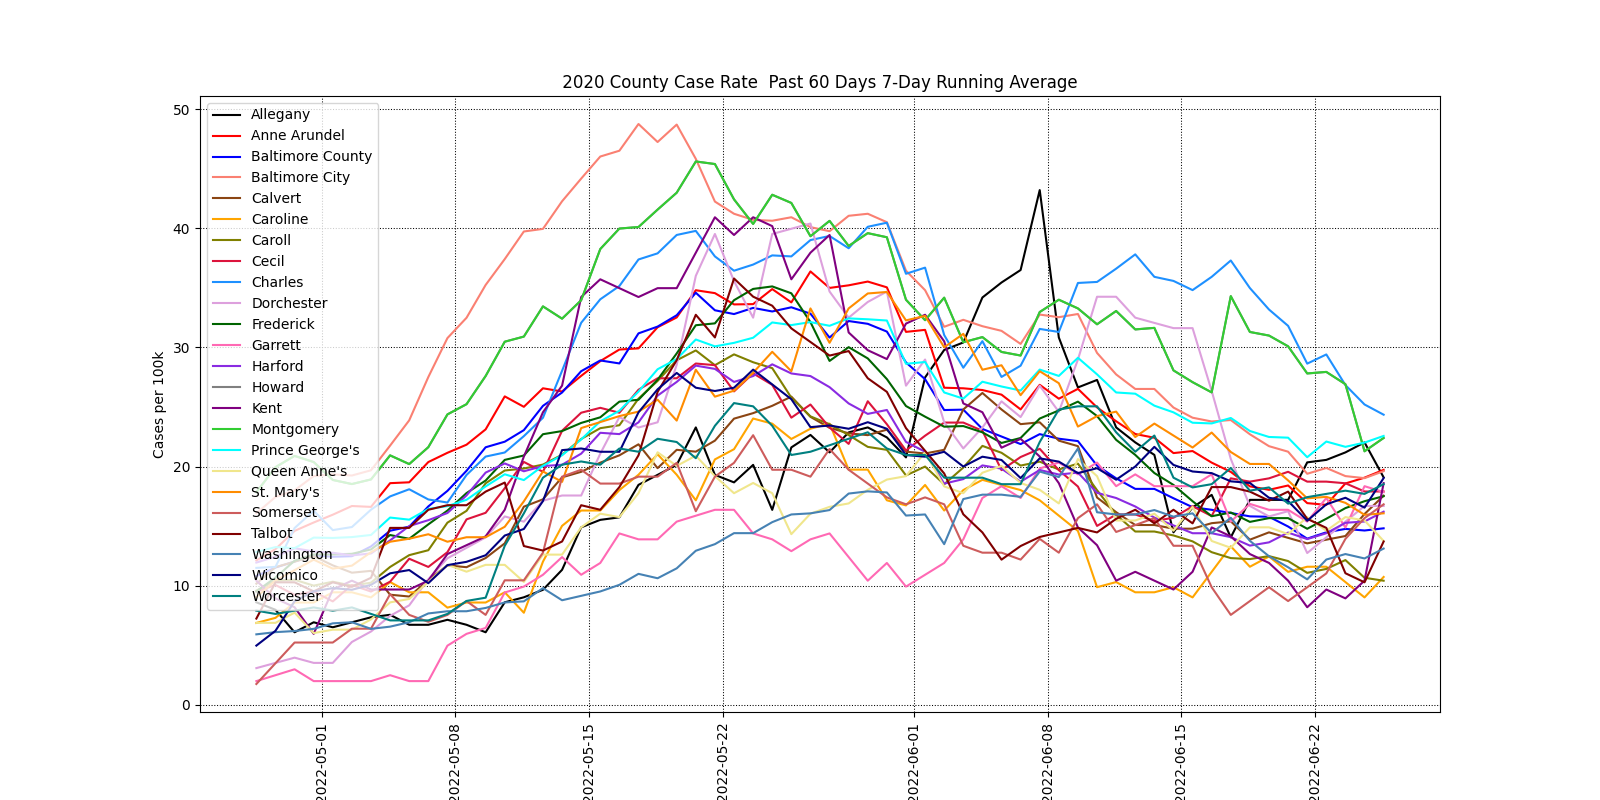 2020 County Case Rate  Past 60 Days 7-Day Running Average
Cases per 100k
50
40
30
20
10
0
Allegany
Anne Arundel
Baltimore County
Baltimore City
Calvert
Caroline
Caroll
Cecil
Charles
Dorchester
Frederick
Garrett
Harford
Howard
Kent
Montgomery
Prince George's
Queen Anne's
St. Mary's
Somerset
Talbot
Washington
Wicomico
Worcester
2022-05-01
2022-05-08
2022-05-15
2022-05-22
2022-06-01
2022-06-08
2022-06-15
2022-06-22